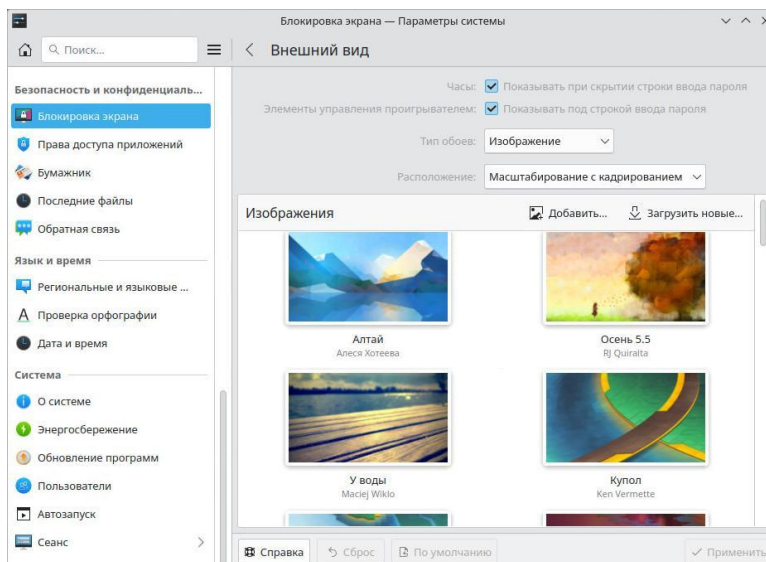 Блокировка экрана — Параметры системы
Поиск...
Внешний вид
Безопасность и конфиденциаль...
Блокировка экрана
Права доступа приложений
Бумажник
Последние файлы
Обратная связь
Язык и время
Региональные и языковые ...
Проверка орфографии
Дата и время
Система
О системе
Энергосбережение
Обновление программ
Пользователи
Автозапуск
Сеанс
Часы: Показывать при скрытии строки ввода пароля
Элементы управления проигрывателем: Показывать под строкой ввода пароля
Тип обоев: Изображение
Расположение: Масштабирование с кадрированием
Изображения Добавить... Загрузить новые...
Алтай
Алеся Хотеева
Осень 5.5
RJ Quiralta
У воды
Maciej Wiklo
Купол
Ken Vermette
Справка Сброс По умолчанию Применить